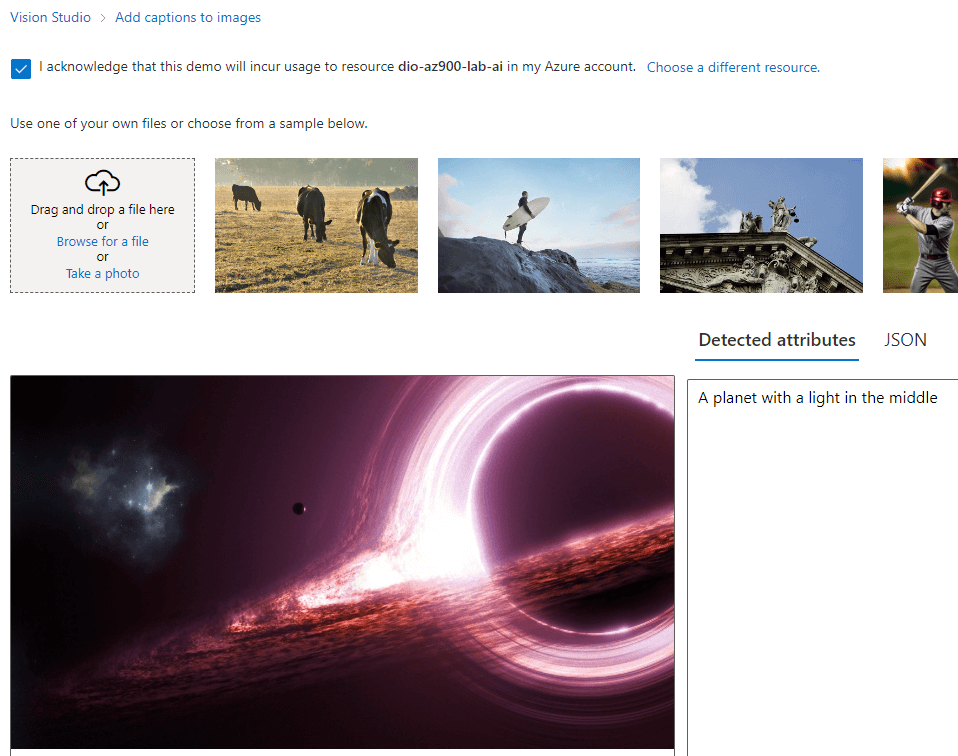 Vision Studio > Add captions to images
I acknowledge that this demo will incur usage to resource dio-az900-lab-ai in my Azure account. Choose a different resource.
Use one of your own files or choose from a sample below.
Drag and drop a file here
or
Browse for a file
or
Take a photo
Detected attributes JSON
A planet with a light in the middle